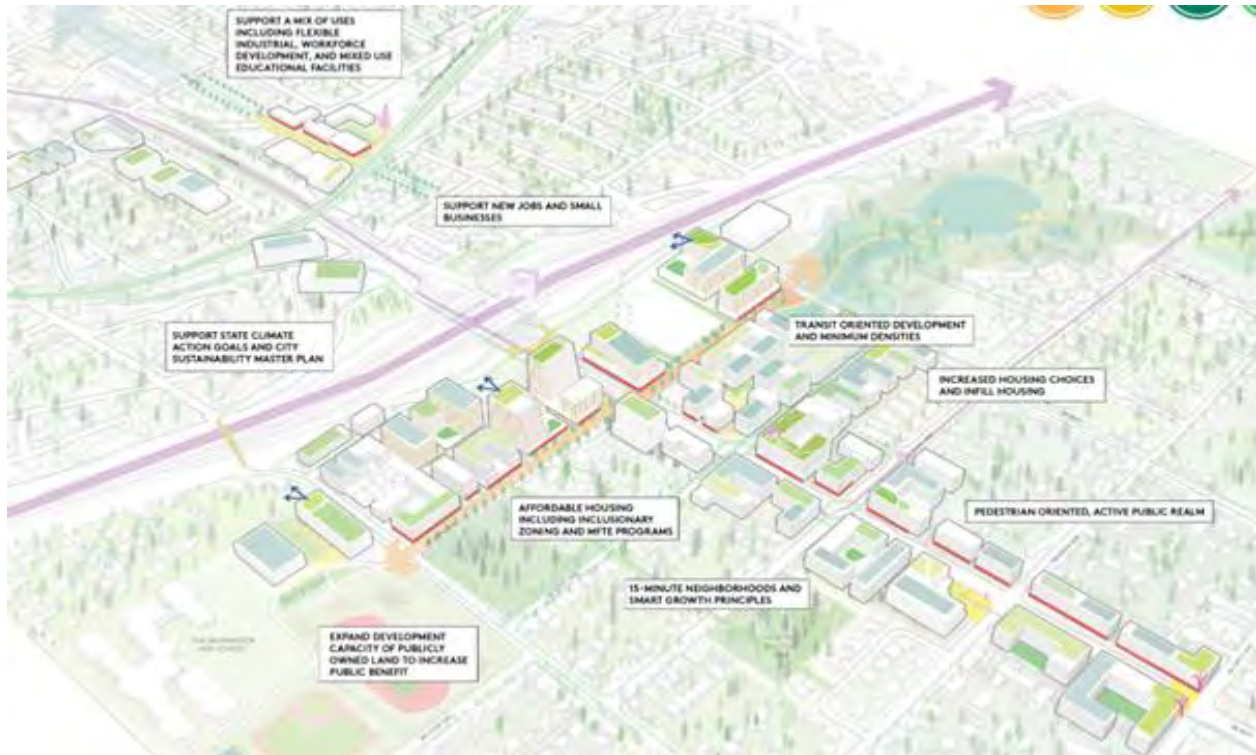 SUPPORT A MIX OF USES
INCLUDING FLEXIBLE
INDUSTRIAL, WORKFORCE
DEVELOPMENT, AND MIXED USE
EDUCATIONAL FACILITIES
SUPPORT NEW JOBS AND SMALL
BUSINESSES
SUPPORT STATE CLIMATE
ACTION GOALS AND CITY
SUSTAINABILITY MASTER PLAN
TRANSIT ORIENTED DEVELOPMENT
AND MINIMUM DENSITIES
INCREASED HOUSING CHOICES
AND INFILL HOUSING
AFFORDABLE HOUSING
INCLUDING INCLUSIONARY
ZONING AND MFTE PROGRAMS
PEDESTRIAN ORIENTED, ACTIVE PUBLIC REALM
15-MINUTE NEIGHBORHOODS AND
SMART GROWTH PRINCIPLES
EXPAND DEVELOPMENT
CAPACITY OF PUBLICLY
OWNED LAND TO INCREASE
PUBLIC BENEFIT